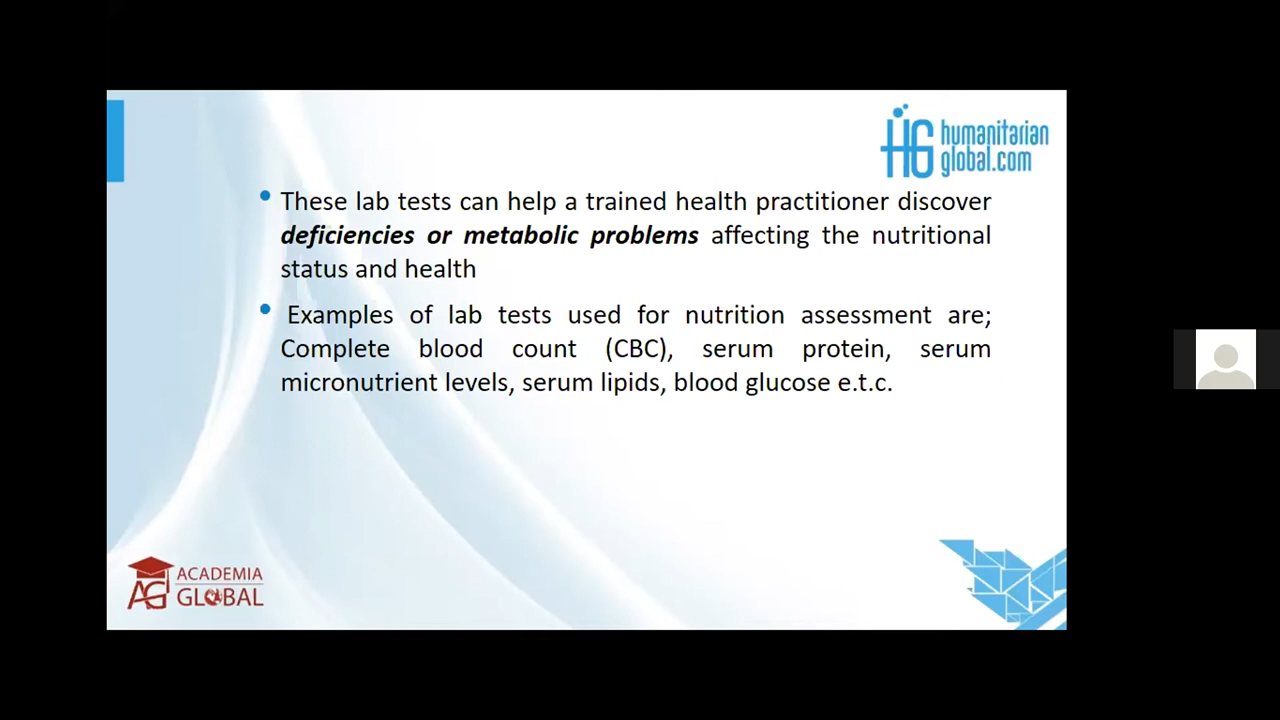 HG humanitarian
global.com
• These lab tests can help a trained health practitioner discover
deficiencies or metabolic problems affecting the nutritional
status and health
• Examples of lab tests used for nutrition assessment are;
Complete blood count (CBC), serum protein, serum
micronutrient levels, serum lipids, blood glucose e.t.c.
AG ACADEMIA
GLOBAL